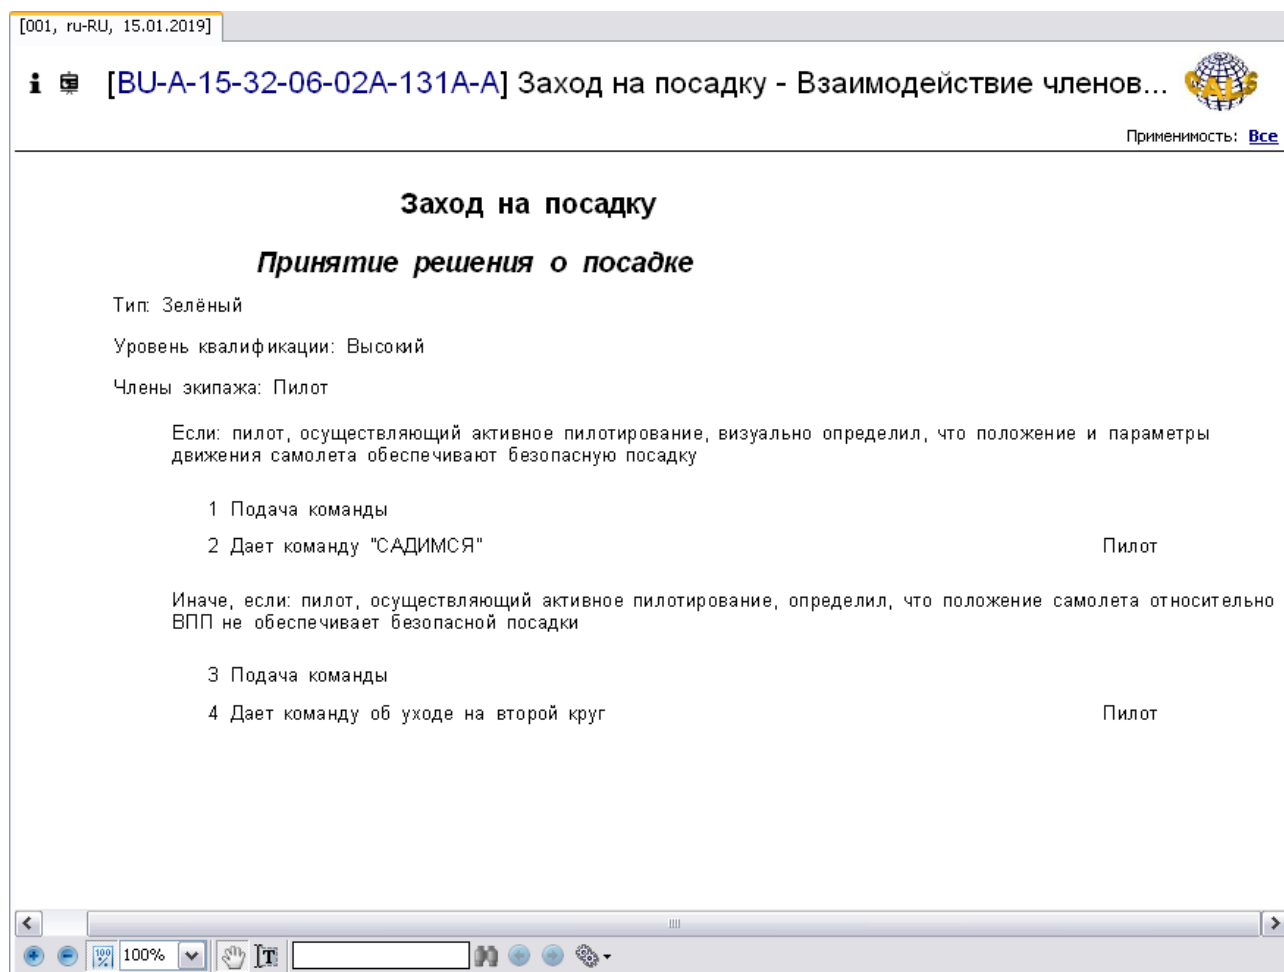 [001, ru-RU, 15.01.2019]
[BU-A-15-32-06-02A-131A-A] Заход на посадку - Взаимодействие членов...
CALS
Применимость: Все
Заход на посадку
Принятие решения о посадке
Тип: Зелёный
Уровень квалификации: Высокий
Члены экипажа: Пилот
Если: пилот, осуществляющий активное пилотирование, визуально определил, что положение и параметры
движения самолета обеспечивают безопасную посадку
1 Подача команды
2 Дает команду "САДИМСЯ" Пилот
Иначе, если: пилот, осуществляющий активное пилотирование, определил, что положение самолета относительно
ВПП не обеспечивает безопасной посадки
3 Подача команды
4 Дает команду об уходе на второй круг Пилот
100% 100% T